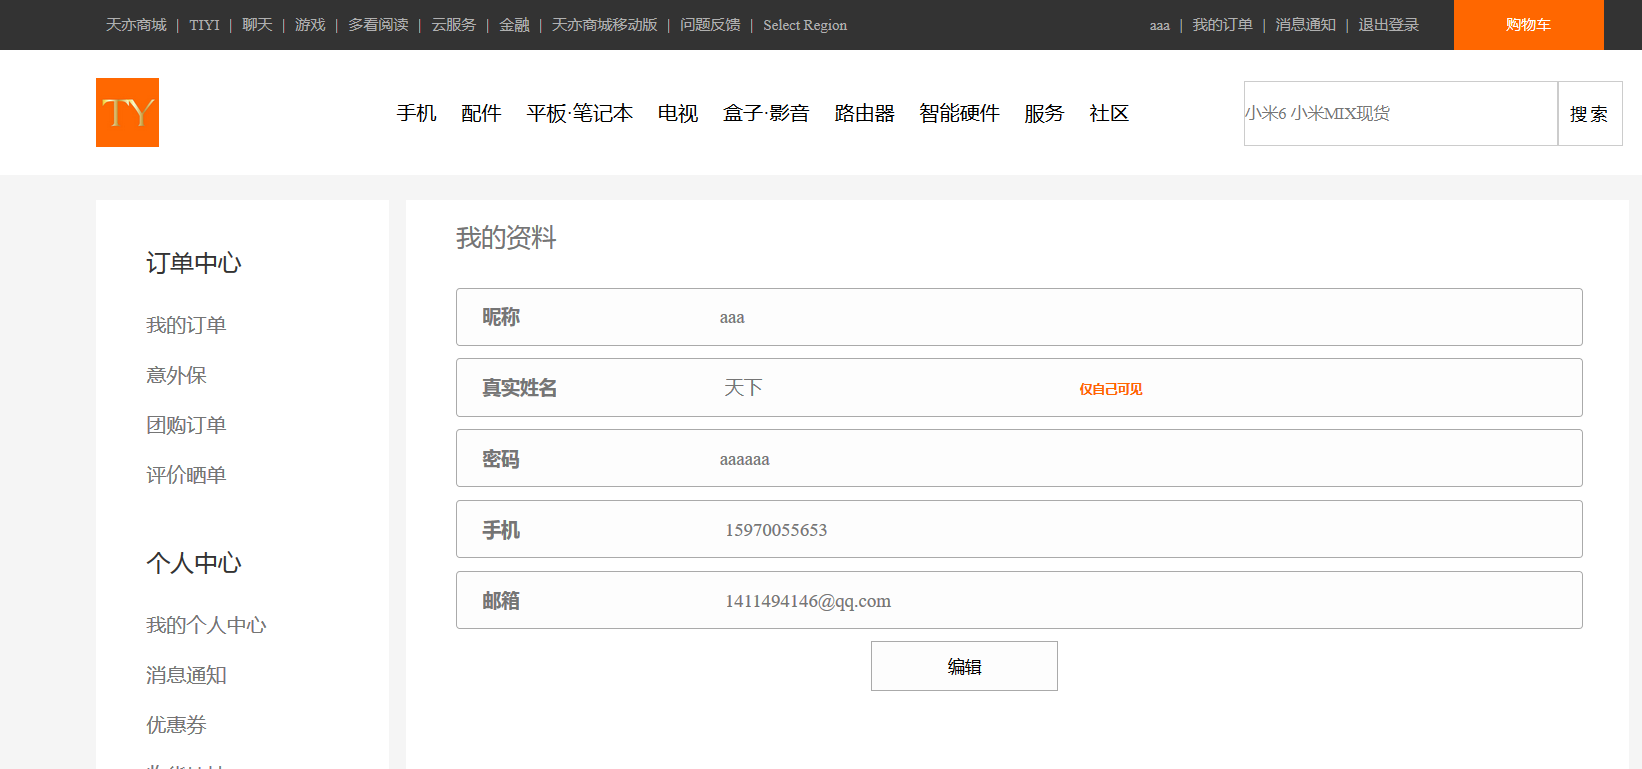 天亦商城 | TIYI | 聊天 | 游戏 | 多看阅读 | 云服务 | 金融 | 天亦商城移动版 | 问题反馈 | Select Region
aaa | 我的订单 | 消息通知 | 退出登录
购物车
TY
手机 配件 平板·笔记本 电视 盒子·影音 路由器 智能硬件 服务 社区
小米6 小米MIX现货
搜索
订单中心
我的订单
意外保
团购订单
评价晒单
个人中心
我的个人中心
消息通知
优惠券
我的资料
昵称 aaa
真实姓名 天下 仅自己可见
密码 aaaaaa
手机 15970055653
邮箱 1411494146@qq.com
编辑